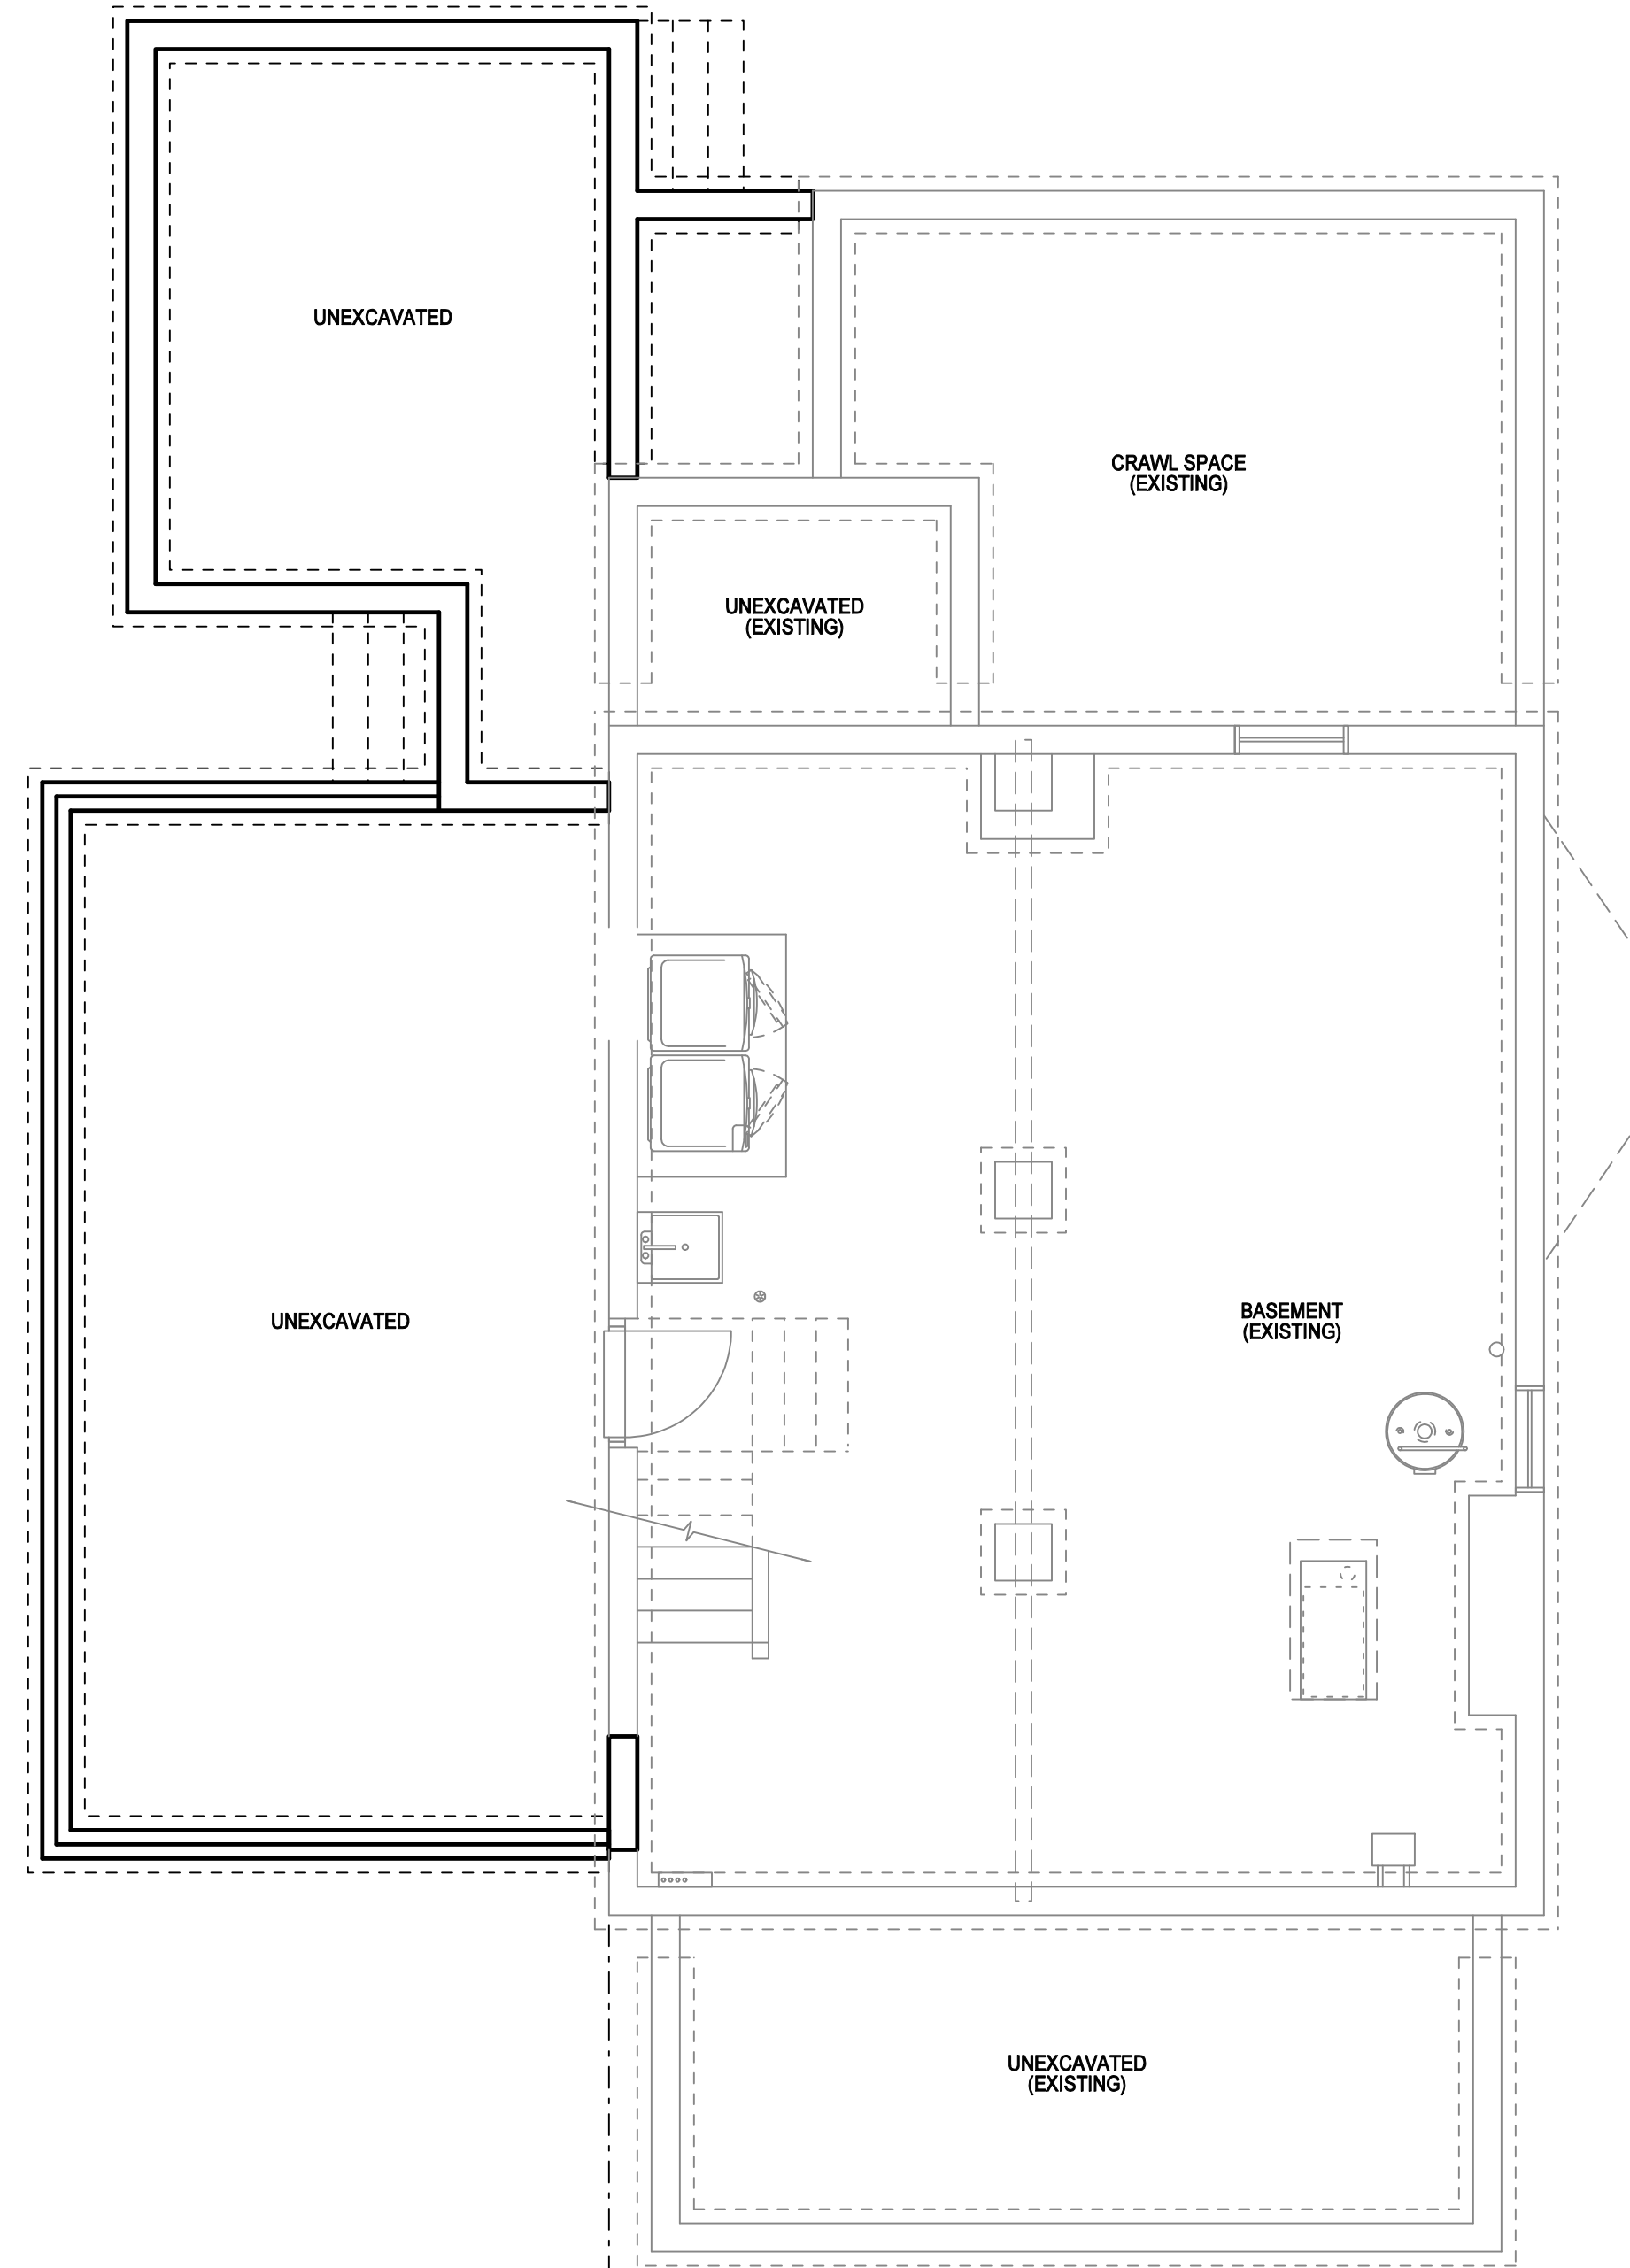 UNEXCAVATED
CRAWL SPACE
(EXISTING)
UNEXCAVATED
(EXISTING)
BASEMENT
(EXISTING)
UNEXCAVATED
UNEXCAVATED
(EXISTING)